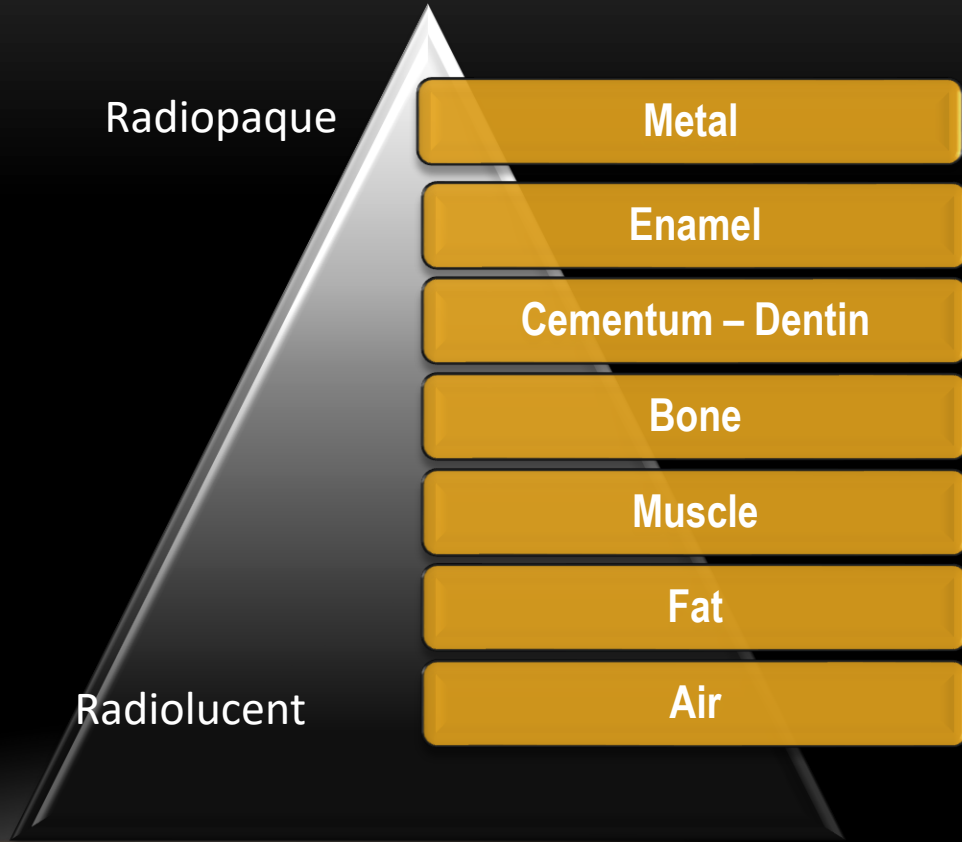 Radiopaque
Metal
Enamel
Cementum – Dentin
Bone
Muscle
Fat
Radiolucent
Air